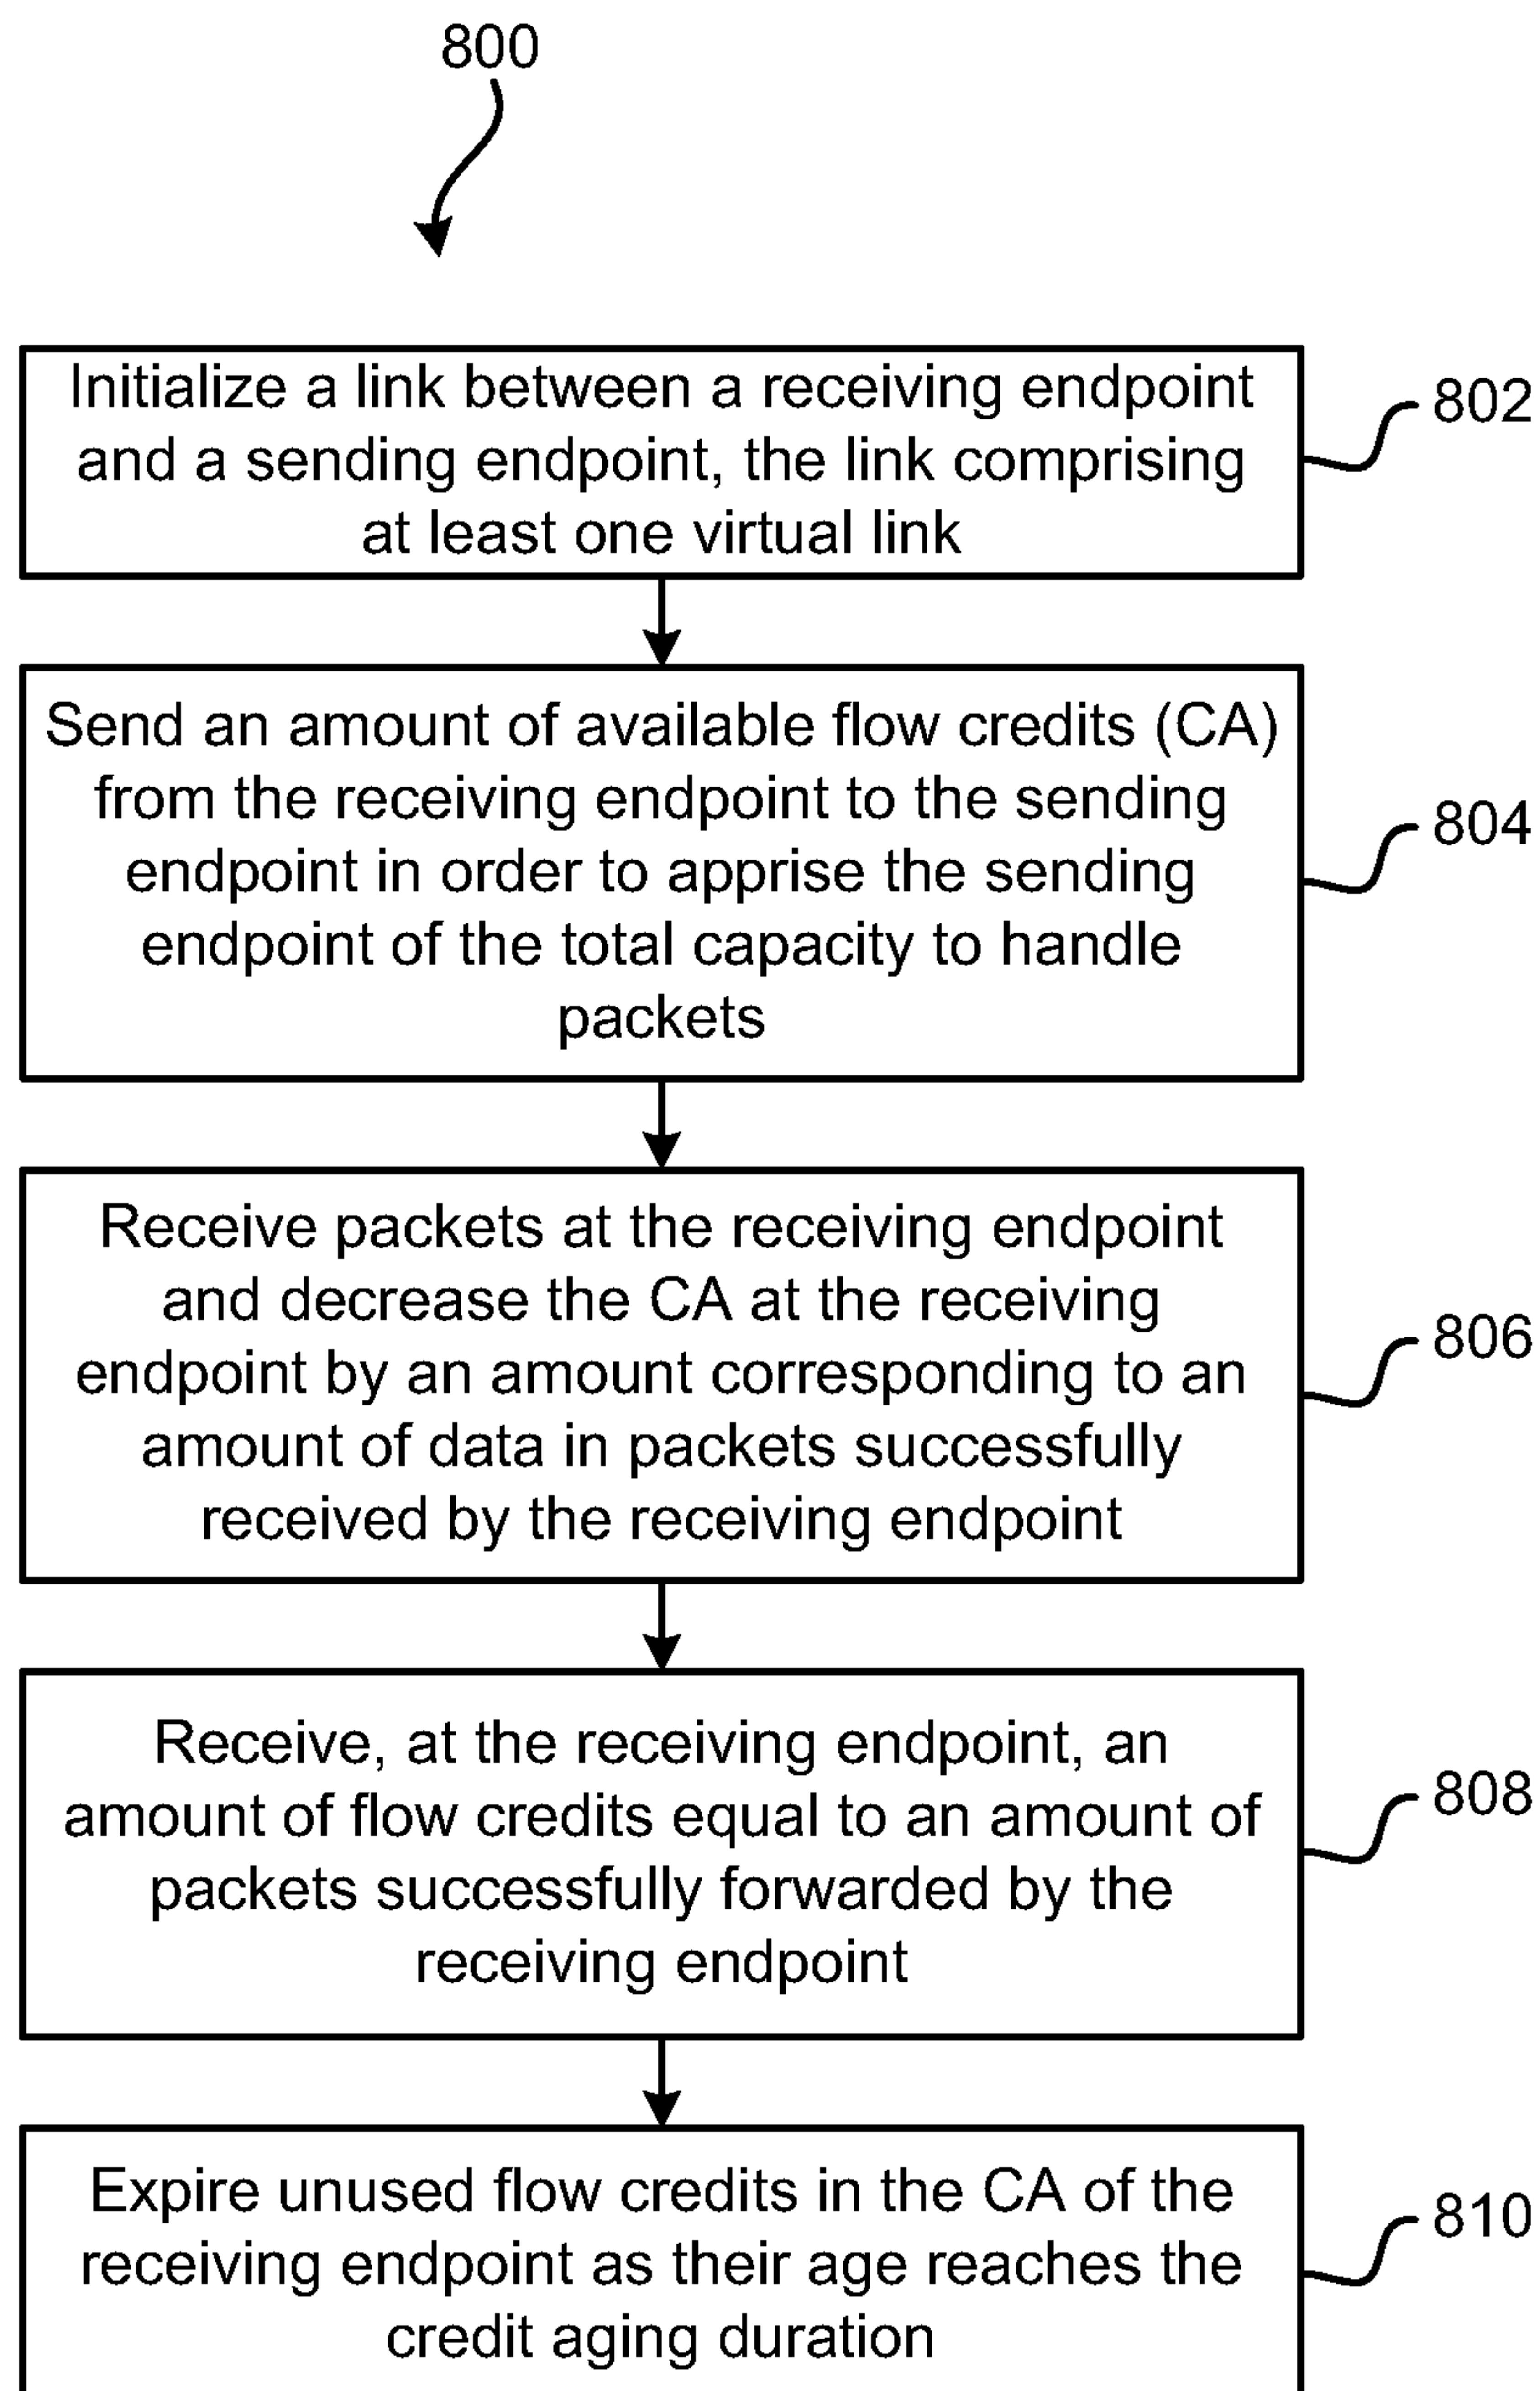 800
Initialize a link between a receiving endpoint
and a sending endpoint, the link comprising
at least one virtual link
802
Send an amount of available flow credits (CA)
from the receiving endpoint to the sending
endpoint in order to apprise the sending
endpoint of the total capacity to handle
packets
804
Receive packets at the receiving endpoint
and decrease the CA at the receiving
endpoint by an amount corresponding to an
amount of data in packets successfully
received by the receiving endpoint
806
Receive, at the receiving endpoint, an
amount of flow credits equal to an amount of
packets successfully forwarded by the
receiving endpoint
808
Expire unused flow credits in the CA of the
receiving endpoint as their age reaches the
credit aging duration
810